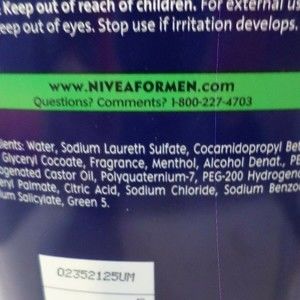 Keep out of reach of children. For external us
eep out of eyes. Stop use if irritation develops.
www.NIVEAFORMEN.com
Questions? Comments? 1-800-227-4703
ients: Water, Sodium Laureth Sulfate, Cocamidopropyl Bet
Glyceryl Cocoate, Fragrance, Menthol, Alcohol Denat., PE
ogenated Castor Oil, Polyquaternium-7, PEG-200 Hydrogena
eryl Palmate, Citric Acid, Sodium Chloride, Sodium Benzo
um Salicylate, Green 5.
02352125UM